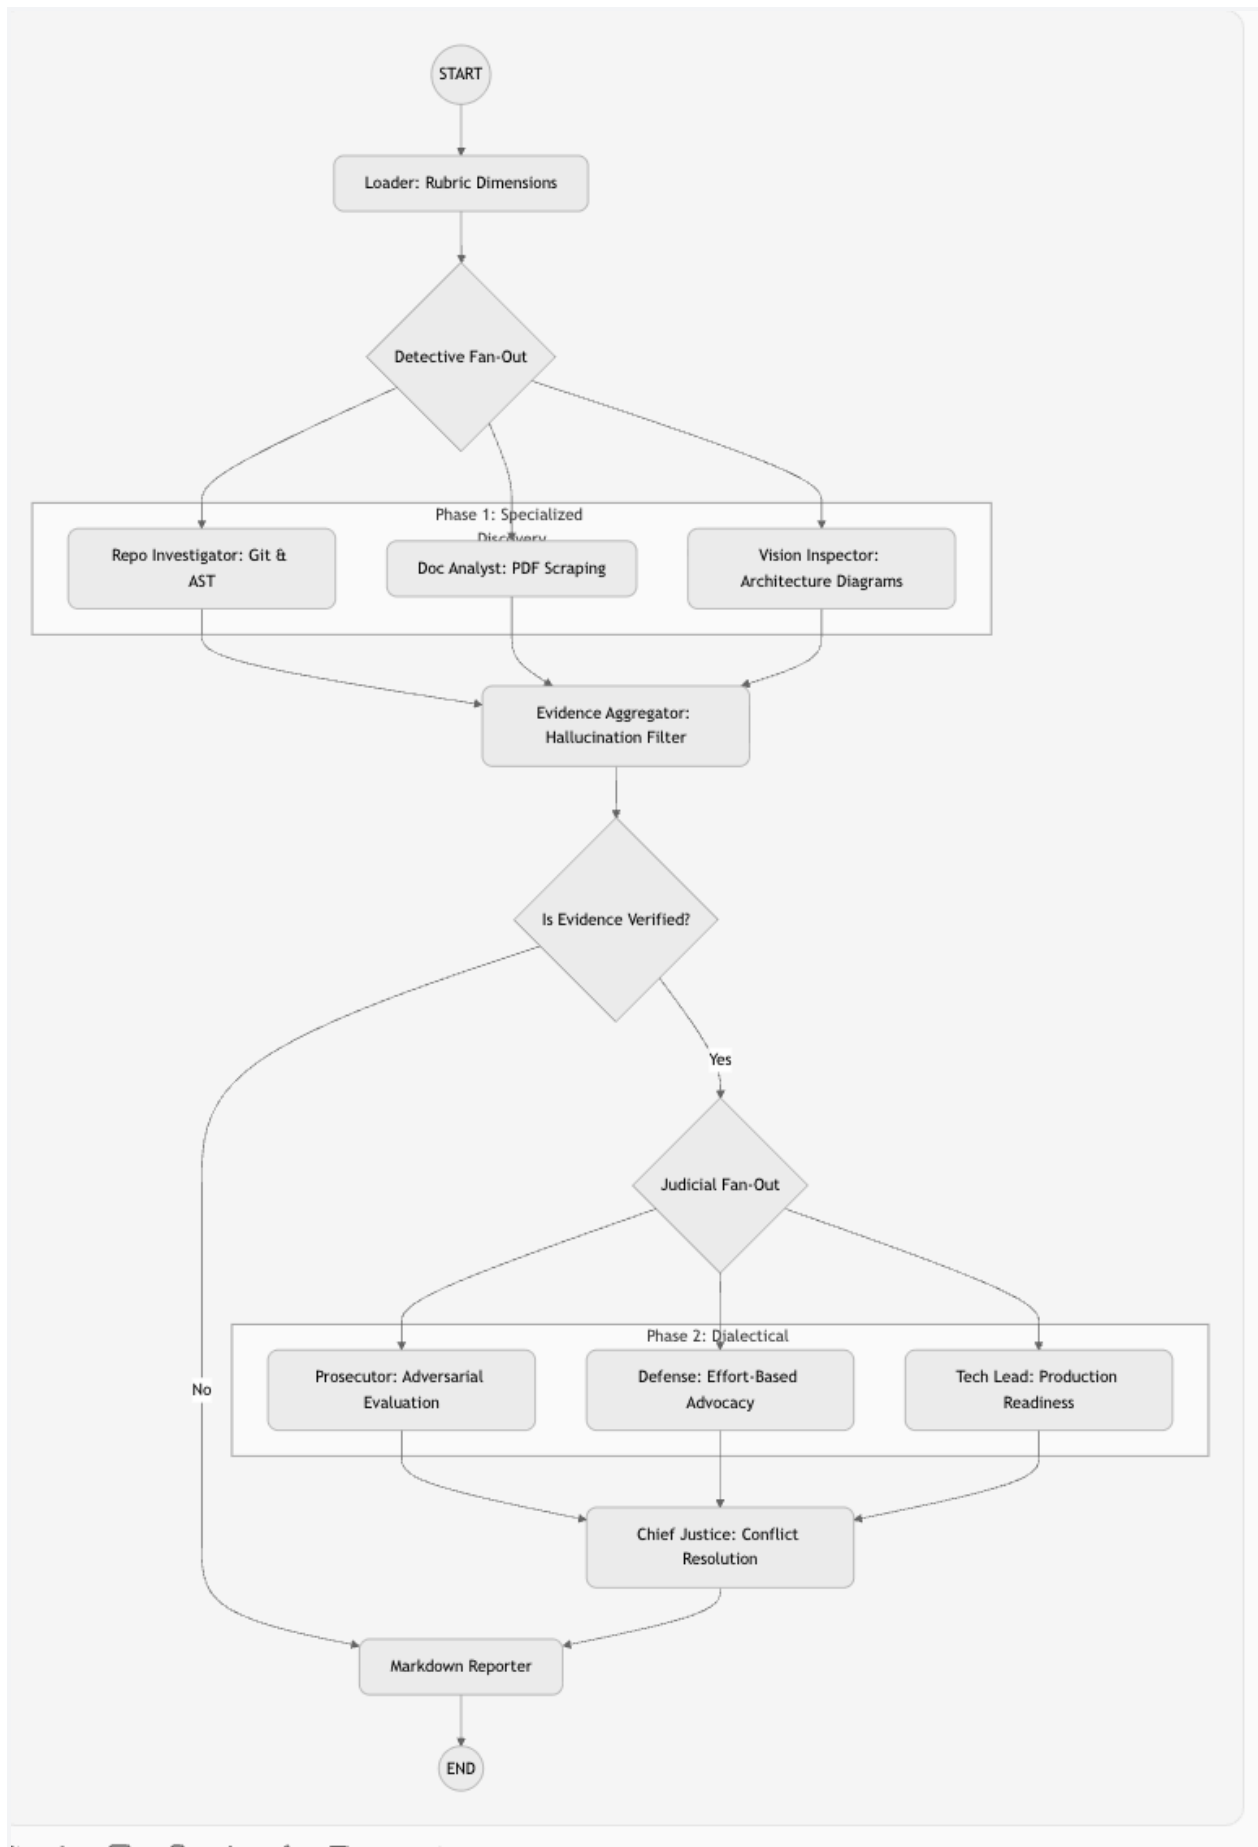 START
Loader: Rubric Dimensions
Detective Fan-Out
Phase 1: Specialized
Discovery
Repo Investigator: Git &
AST
Doc Analyst: PDF Scraping
Vision Inspector:
Architecture Diagrams
Evidence Aggregator:
Hallucination Filter
Is Evidence Verified?
Yes
Judicial Fan-Out
Phase 2: Dialectical
No
Prosecutor: Adversarial
Evaluation
Defense: Effort-Based
Advocacy
Tech Lead: Production
Readiness
Chief Justice: Conflict
Resolution
Markdown Reporter
END